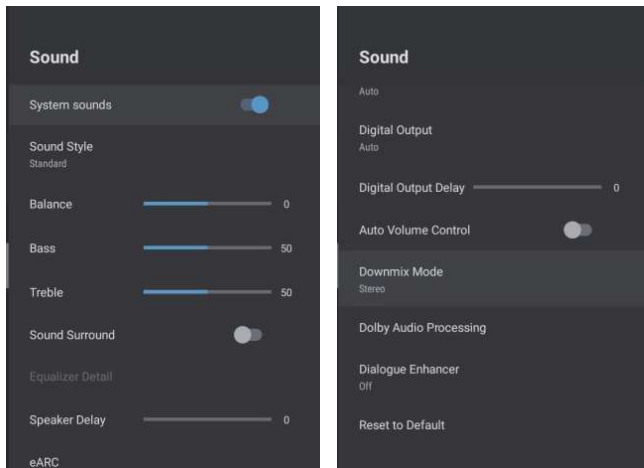 Sound
System sounds
Sound Style
Standard
Balance 0
Bass 50
Treble 50
Sound Surround
Equalizer Detail
Speaker Delay 0
eARC
Sound
Auto
Digital Output
Auto
Digital Output Delay 0
Auto Volume Control
Downmix Mode
Stereo
Dolby Audio Processing
Dialogue Enhancer
Off
Reset to Default